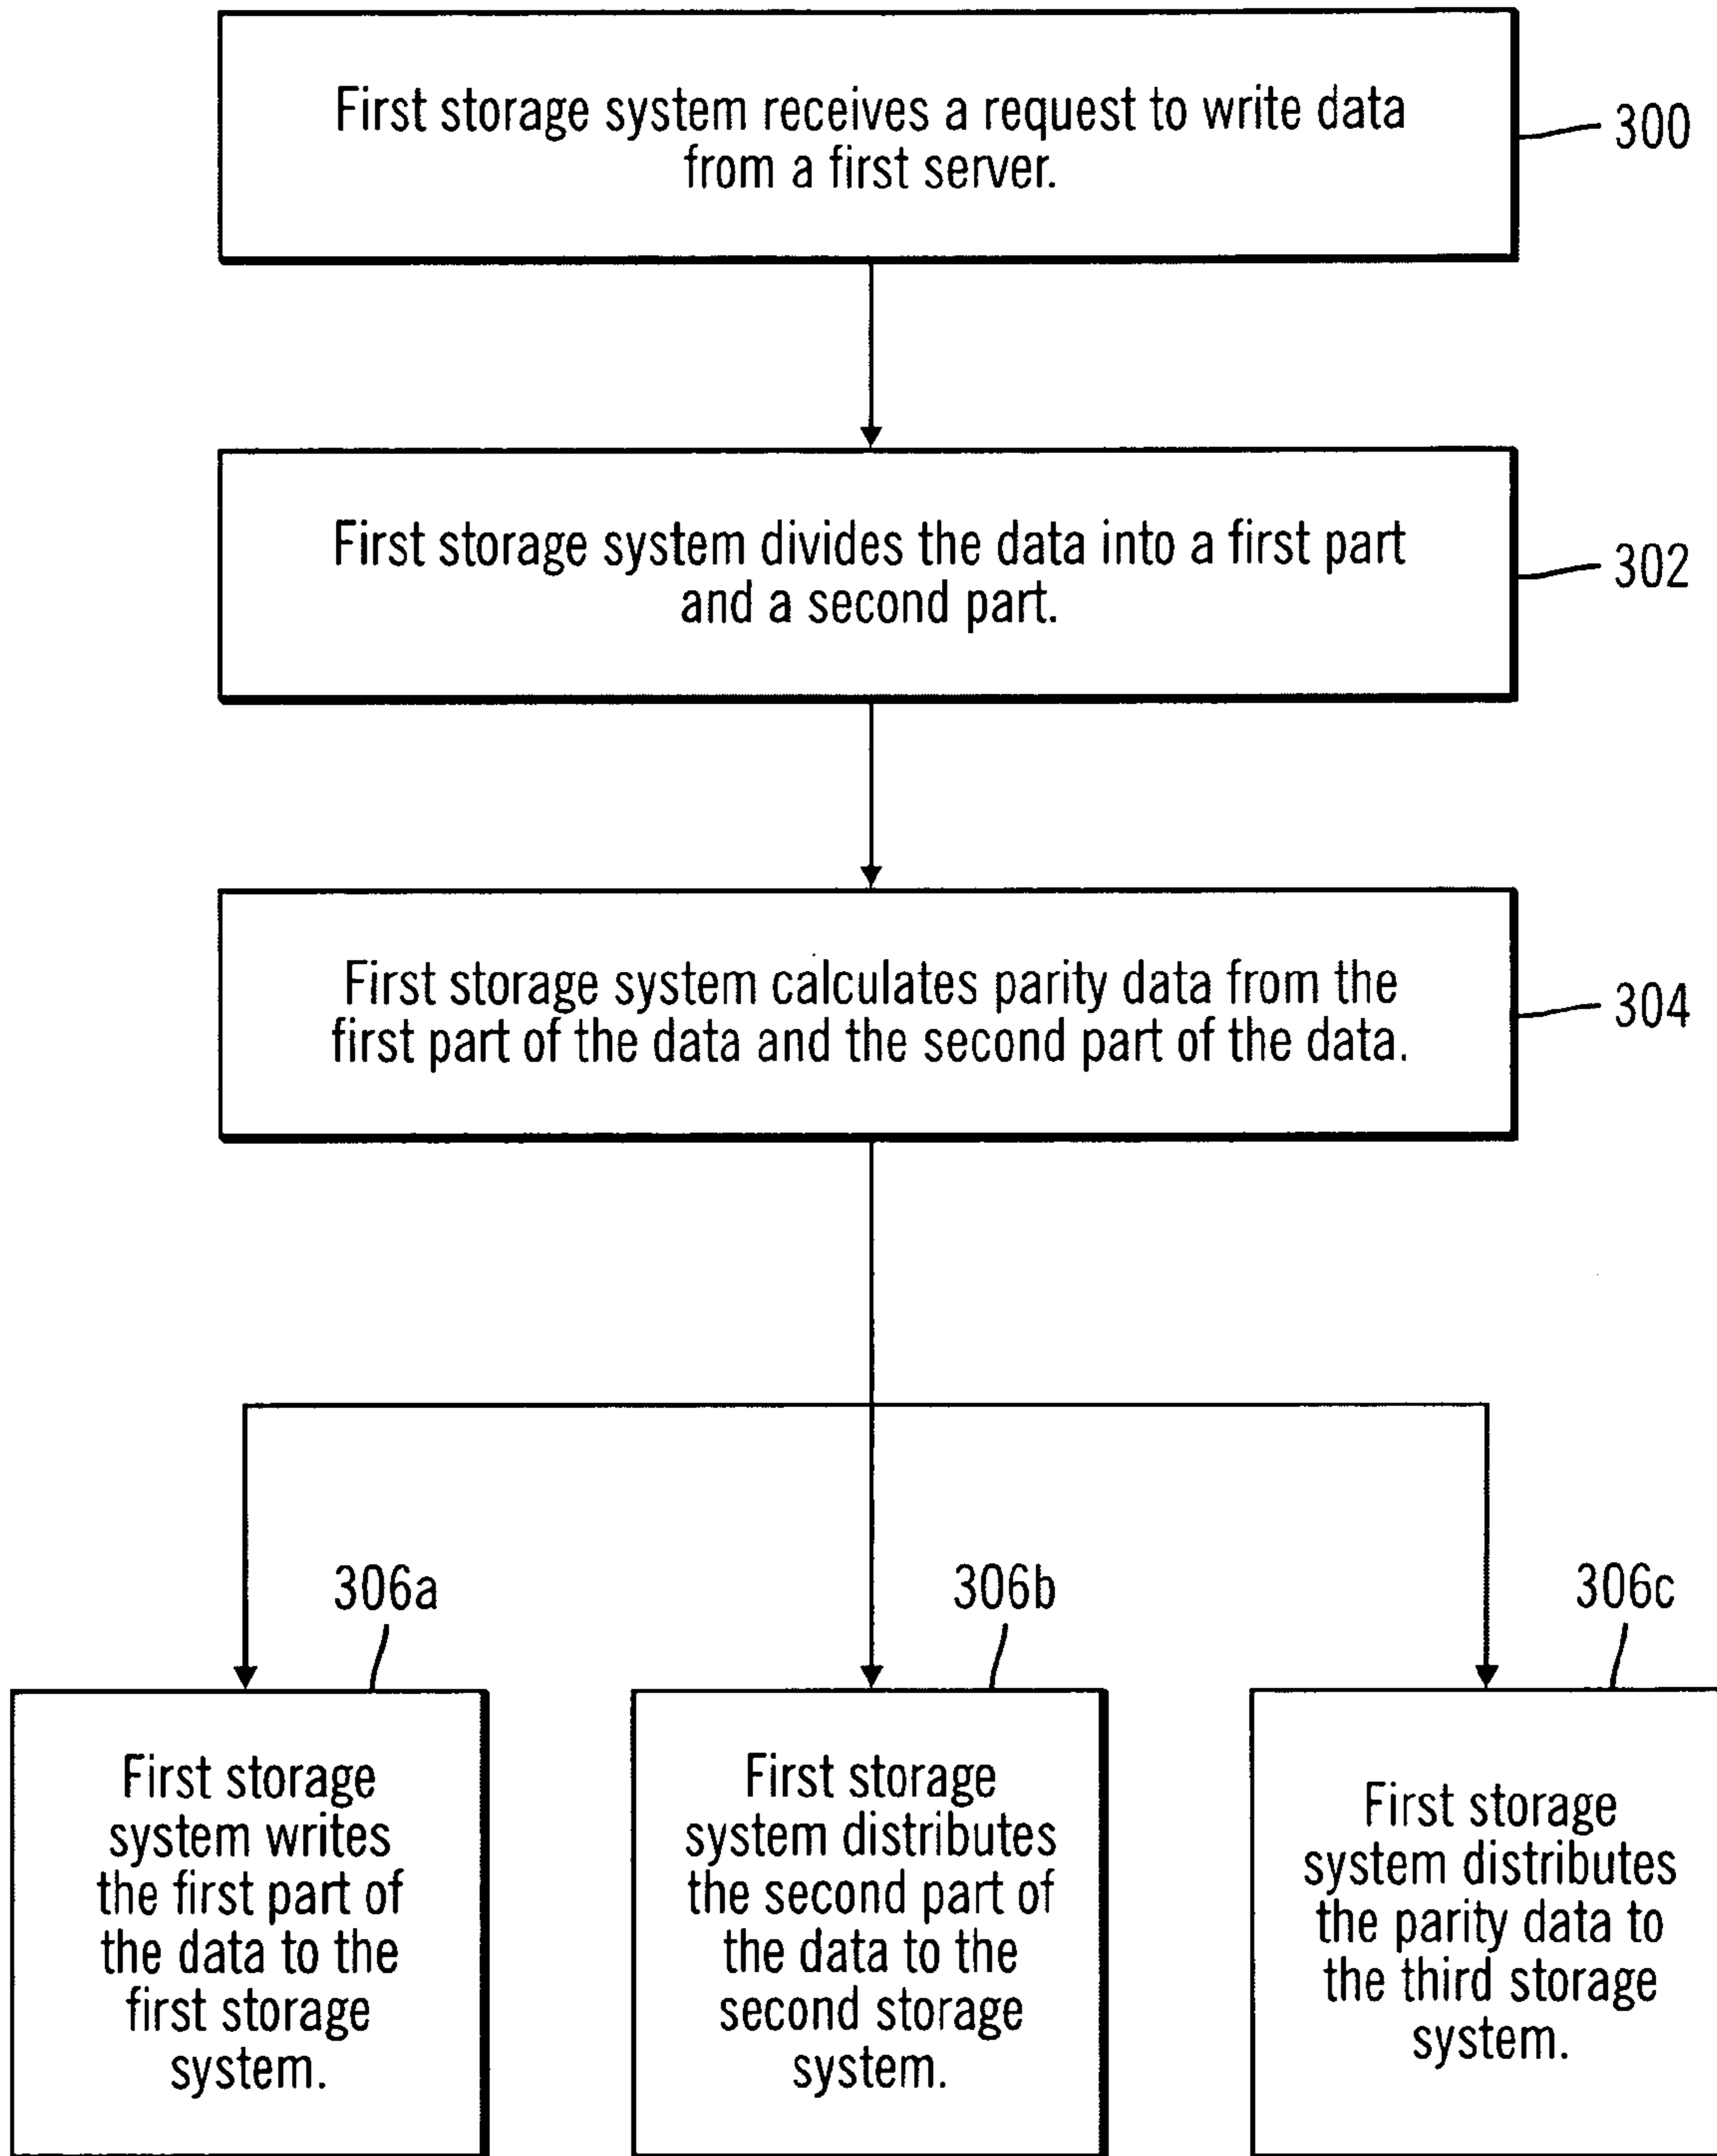 First storage system receives a request to write data
from a first server.
300
First storage system divides the data into a first part
and a second part.
302
First storage system calculates parity data from the
first part of the data and the second part of the data.
304
306a
First storage
system writes
the first part of
the data to the
first storage
system.
306b
First storage
system distributes
the second part of
the data to the
second storage
system.
306c
First storage
system distributes
the parity data to
the third storage
system.